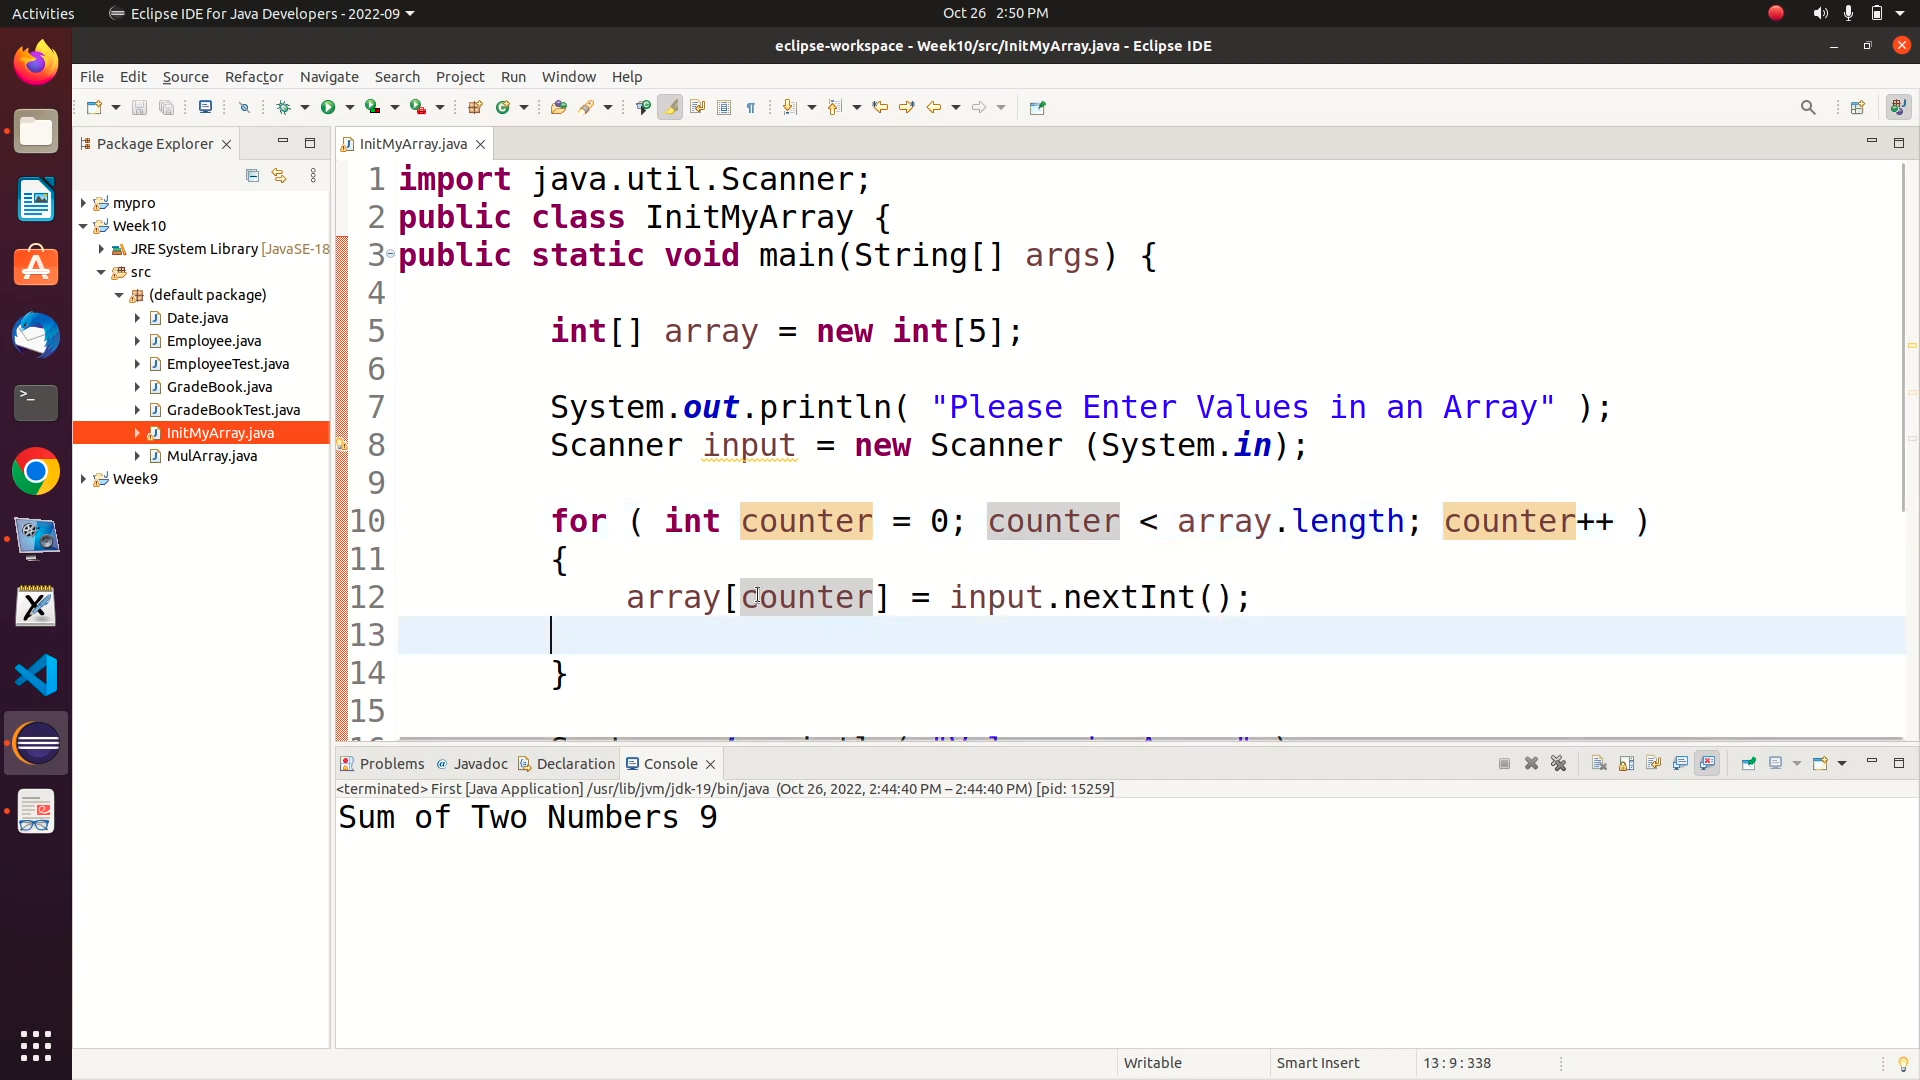 Activities
Eclipse IDE for Java Developers - 2022-09
Oct 26 2:50 PM
eclipse-workspace - Week10/src/InitMyArray.java - Eclipse IDE
File Edit Source Refactor Navigate Search Project Run Window Help
Package Explorer
InitMyArray.java
mypro
Week10
JRE System Library [JavaSE-18
src
(default package)
Date.java
Employee.java
EmployeeTest.java
GradeBook.java
GradeBookTest.java
InitMyArray.java
MulArray.java
Week9
1 import java.util.Scanner;
2 public class InitMyArray {
3 public static void main(String[] args) {
4
5 int[] array = new int[5];
6
7 System.out.println( "Please Enter Values in an Array" );
8 Scanner input = new Scanner (System.in);
9
10 for ( int counter = 0; counter < array.length; counter++ )
11 {
12 array[counter] = input.nextInt();
13
14 }
15
Problems Javadoc Declaration Console
<terminated> First [Java Application] /usr/lib/jvm/jdk-19/bin/java (Oct 26, 2022, 2:44:40 PM – 2:44:40 PM) [pid: 15259]
Sum of Two Numbers 9
Writable
Smart Insert
13 : 9 : 338